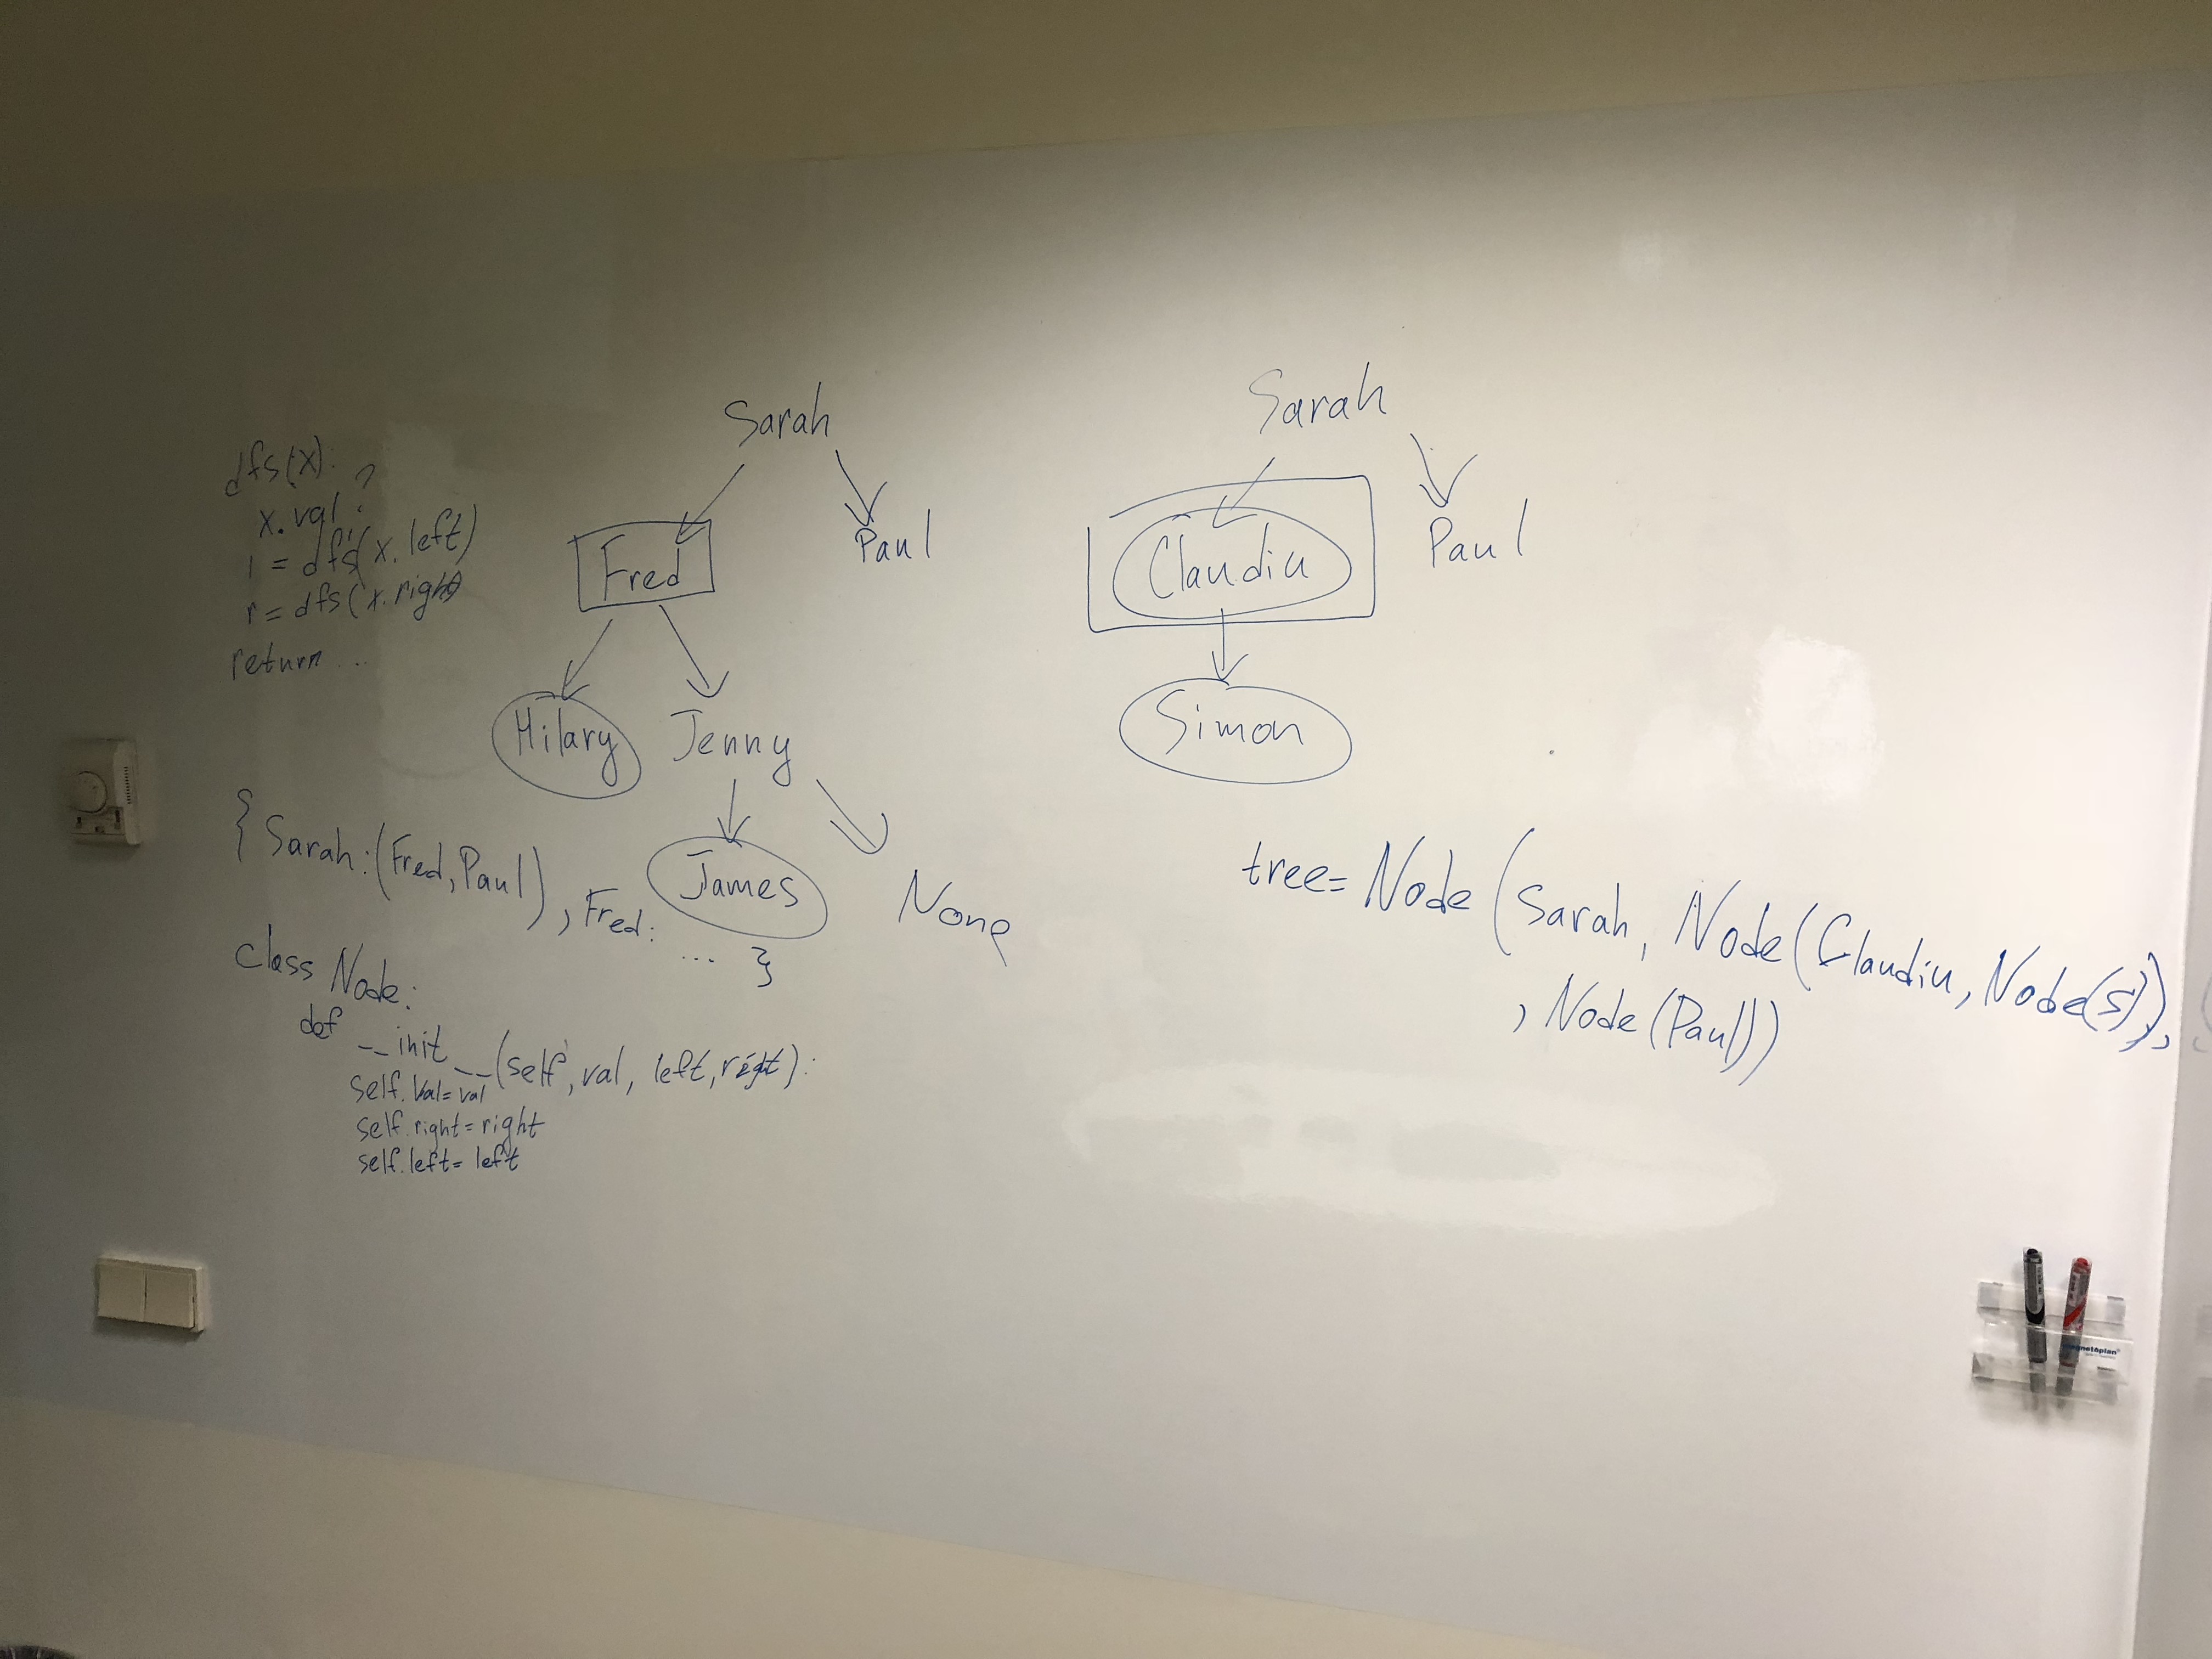 dfs(x):
x.val ?
l = dfs(x.left)
r = dfs(x.right)
return ...
Sarah
Fred
Paul
Hilary
Jenny
James
None
{ Sarah:(Fred,Paul), Fred: ... }
class Node:
def __init__(self, val, left, right):
self.val=val
self.right=right
self.left=left
Sarah
Claudiu
Paul
Simon
tree= Node(Sarah, Node(Claudiu, Node(S)),
, Node(Paul))